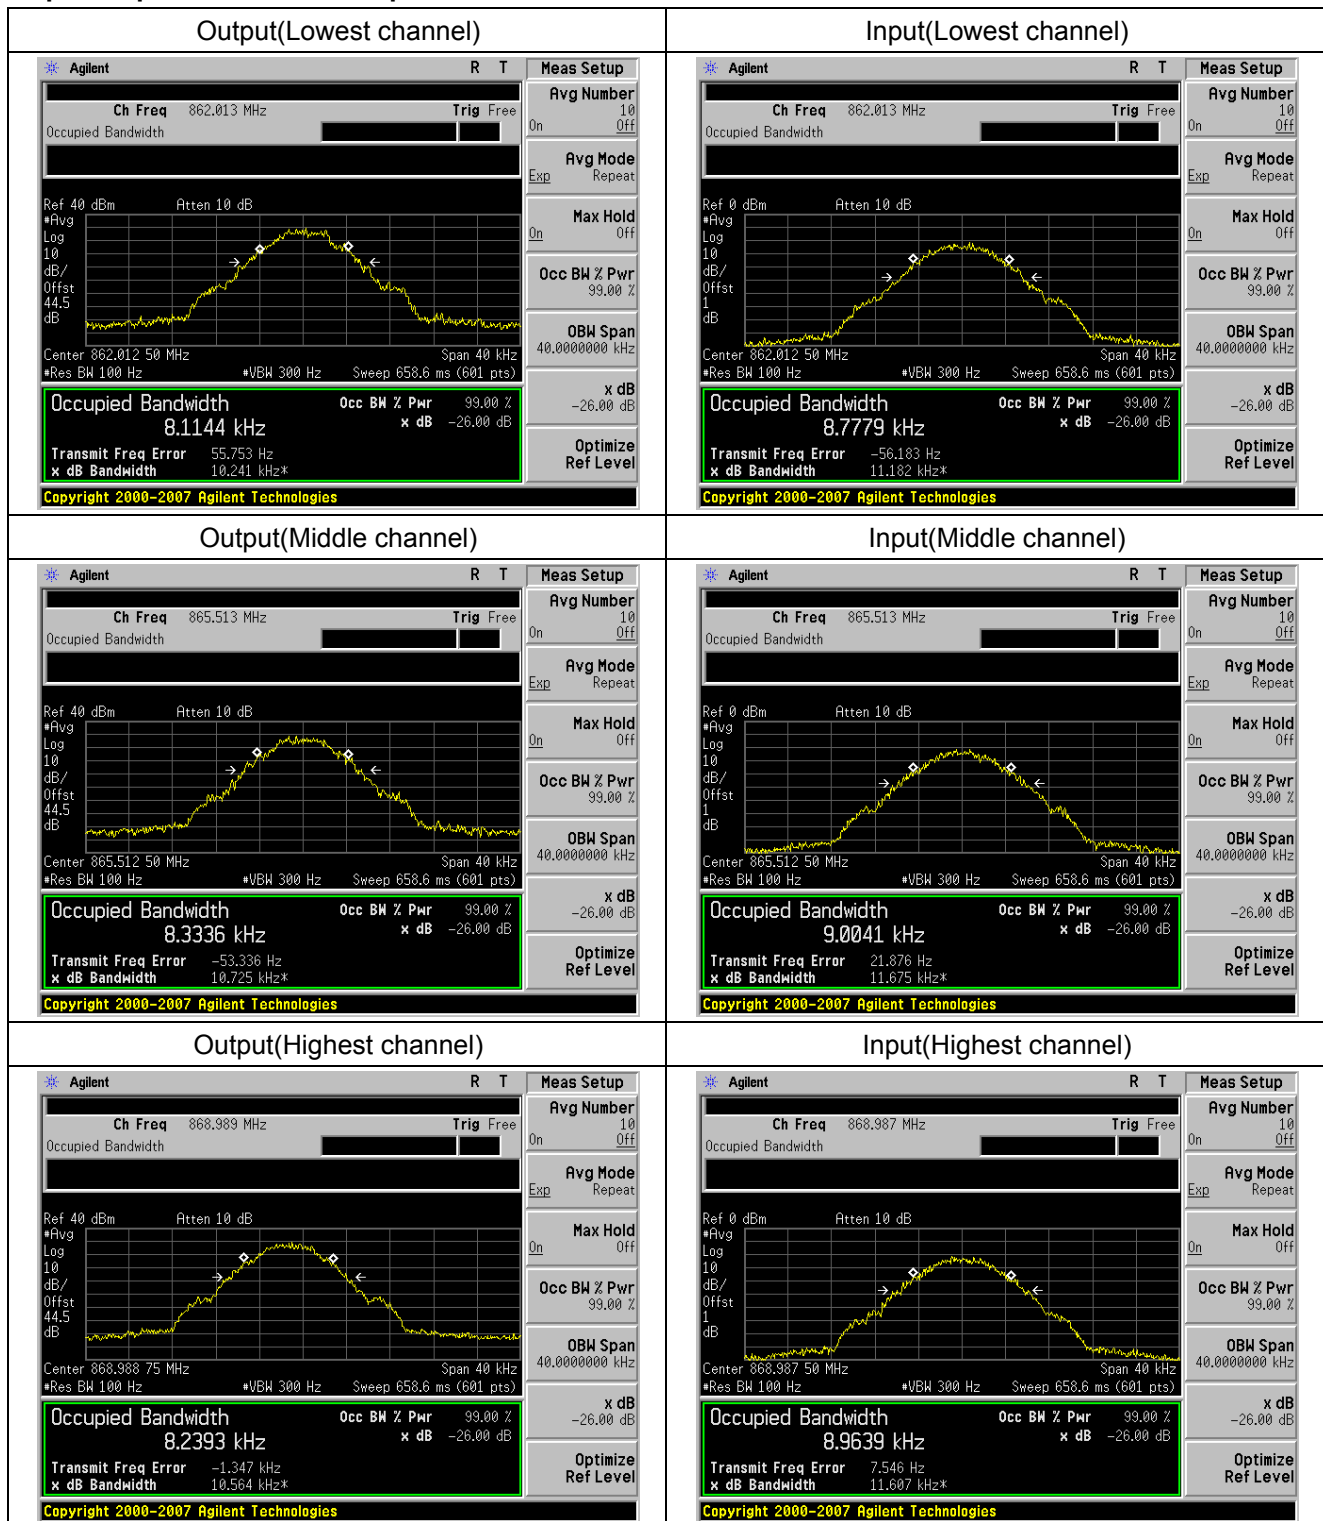 Output(Lowest channel)
Agilent R T Meas Setup
Ch Freq 862.013 MHz Trig Free
Occupied Bandwidth
Avg Number
10
On Off
Avg Mode
Exp Repeat
Max Hold
On Off
Occ BW % Pwr
99.00 %
OBW Span
40.0000000 kHz
x dB
-26.00 dB
Optimize
Ref Level
Ref 40 dBm Atten 10 dB
#Avg
Log
10
dB/
Offst
44.5
dB
Center 862.012 50 MHz Span 40 kHz
#Res BW 100 Hz #VBW 300 Hz Sweep 658.6 ms (601 pts)
Occupied Bandwidth Occ BW % Pwr 99.00 %
8.1144 kHz x dB -26.00 dB
Transmit Freq Error 55.753 Hz
x dB Bandwidth 10.241 kHz*
Copyright 2000-2007 Agilent Technologies
Input(Lowest channel)
Agilent R T Meas Setup
Ch Freq 862.013 MHz Trig Free
Occupied Bandwidth
Avg Number
10
On Off
Avg Mode
Exp Repeat
Max Hold
On Off
Occ BW % Pwr
99.00 %
OBW Span
40.0000000 kHz
x dB
-26.00 dB
Optimize
Ref Level
Ref 0 dBm Atten 10 dB
#Avg
Log
10
dB/
Offst
1
dB
Center 862.012 50 MHz Span 40 kHz
#Res BW 100 Hz #VBW 300 Hz Sweep 658.6 ms (601 pts)
Occupied Bandwidth Occ BW % Pwr 99.00 %
8.7779 kHz x dB -26.00 dB
Transmit Freq Error -56.183 Hz
x dB Bandwidth 11.182 kHz*
Copyright 2000-2007 Agilent Technologies
Output(Middle channel)
Agilent R T Meas Setup
Ch Freq 865.513 MHz Trig Free
Occupied Bandwidth
Avg Number
10
On Off
Avg Mode
Exp Repeat
Max Hold
On Off
Occ BW % Pwr
99.00 %
OBW Span
40.0000000 kHz
x dB
-26.00 dB
Optimize
Ref Level
Ref 40 dBm Atten 10 dB
#Avg
Log
10
dB/
Offst
44.5
dB
Center 865.512 50 MHz Span 40 kHz
#Res BW 100 Hz #VBW 300 Hz Sweep 658.6 ms (601 pts)
Occupied Bandwidth Occ BW % Pwr 99.00 %
8.3336 kHz x dB -26.00 dB
Transmit Freq Error -53.336 Hz
x dB Bandwidth 10.725 kHz*
Copyright 2000-2007 Agilent Technologies
Input(Middle channel)
Agilent R T Meas Setup
Ch Freq 865.513 MHz Trig Free
Occupied Bandwidth
Avg Number
10
On Off
Avg Mode
Exp Repeat
Max Hold
On Off
Occ BW % Pwr
99.00 %
OBW Span
40.0000000 kHz
x dB
-26.00 dB
Optimize
Ref Level
Ref 0 dBm Atten 10 dB
#Avg
Log
10
dB/
Offst
1
dB
Center 865.512 50 MHz Span 40 kHz
#Res BW 100 Hz #VBW 300 Hz Sweep 658.6 ms (601 pts)
Occupied Bandwidth Occ BW % Pwr 99.00 %
9.0041 kHz x dB -26.00 dB
Transmit Freq Error 21.876 Hz
x dB Bandwidth 11.675 kHz*
Copyright 2000-2007 Agilent Technologies
Output(Highest channel)
Agilent R T Meas Setup
Ch Freq 868.989 MHz Trig Free
Occupied Bandwidth
Avg Number
10
On Off
Avg Mode
Exp Repeat
Max Hold
On Off
Occ BW % Pwr
99.00 %
OBW Span
40.0000000 kHz
x dB
-26.00 dB
Optimize
Ref Level
Ref 40 dBm Atten 10 dB
#Avg
Log
10
dB/
Offst
44.5
dB
Center 868.988 75 MHz Span 40 kHz
#Res BW 100 Hz #VBW 300 Hz Sweep 658.6 ms (601 pts)
Occupied Bandwidth Occ BW % Pwr 99.00 %
8.2393 kHz x dB -26.00 dB
Transmit Freq Error -1.347 kHz
x dB Bandwidth 10.564 kHz*
Copyright 2000-2007 Agilent Technologies
Input(Highest channel)
Agilent R T Meas Setup
Ch Freq 868.987 MHz Trig Free
Occupied Bandwidth
Avg Number
10
On Off
Avg Mode
Exp Repeat
Max Hold
On Off
Occ BW % Pwr
99.00 %
OBW Span
40.0000000 kHz
x dB
-26.00 dB
Optimize
Ref Level
Ref 0 dBm Atten 10 dB
#Avg
Log
10
dB/
Offst
1
dB
Center 868.987 50 MHz Span 40 kHz
#Res BW 100 Hz #VBW 300 Hz Sweep 658.6 ms (601 pts)
Occupied Bandwidth Occ BW % Pwr 99.00 %
8.9639 kHz x dB -26.00 dB
Transmit Freq Error 7.546 Hz
x dB Bandwidth 11.607 kHz*
Copyright 2000-2007 Agilent Technologies